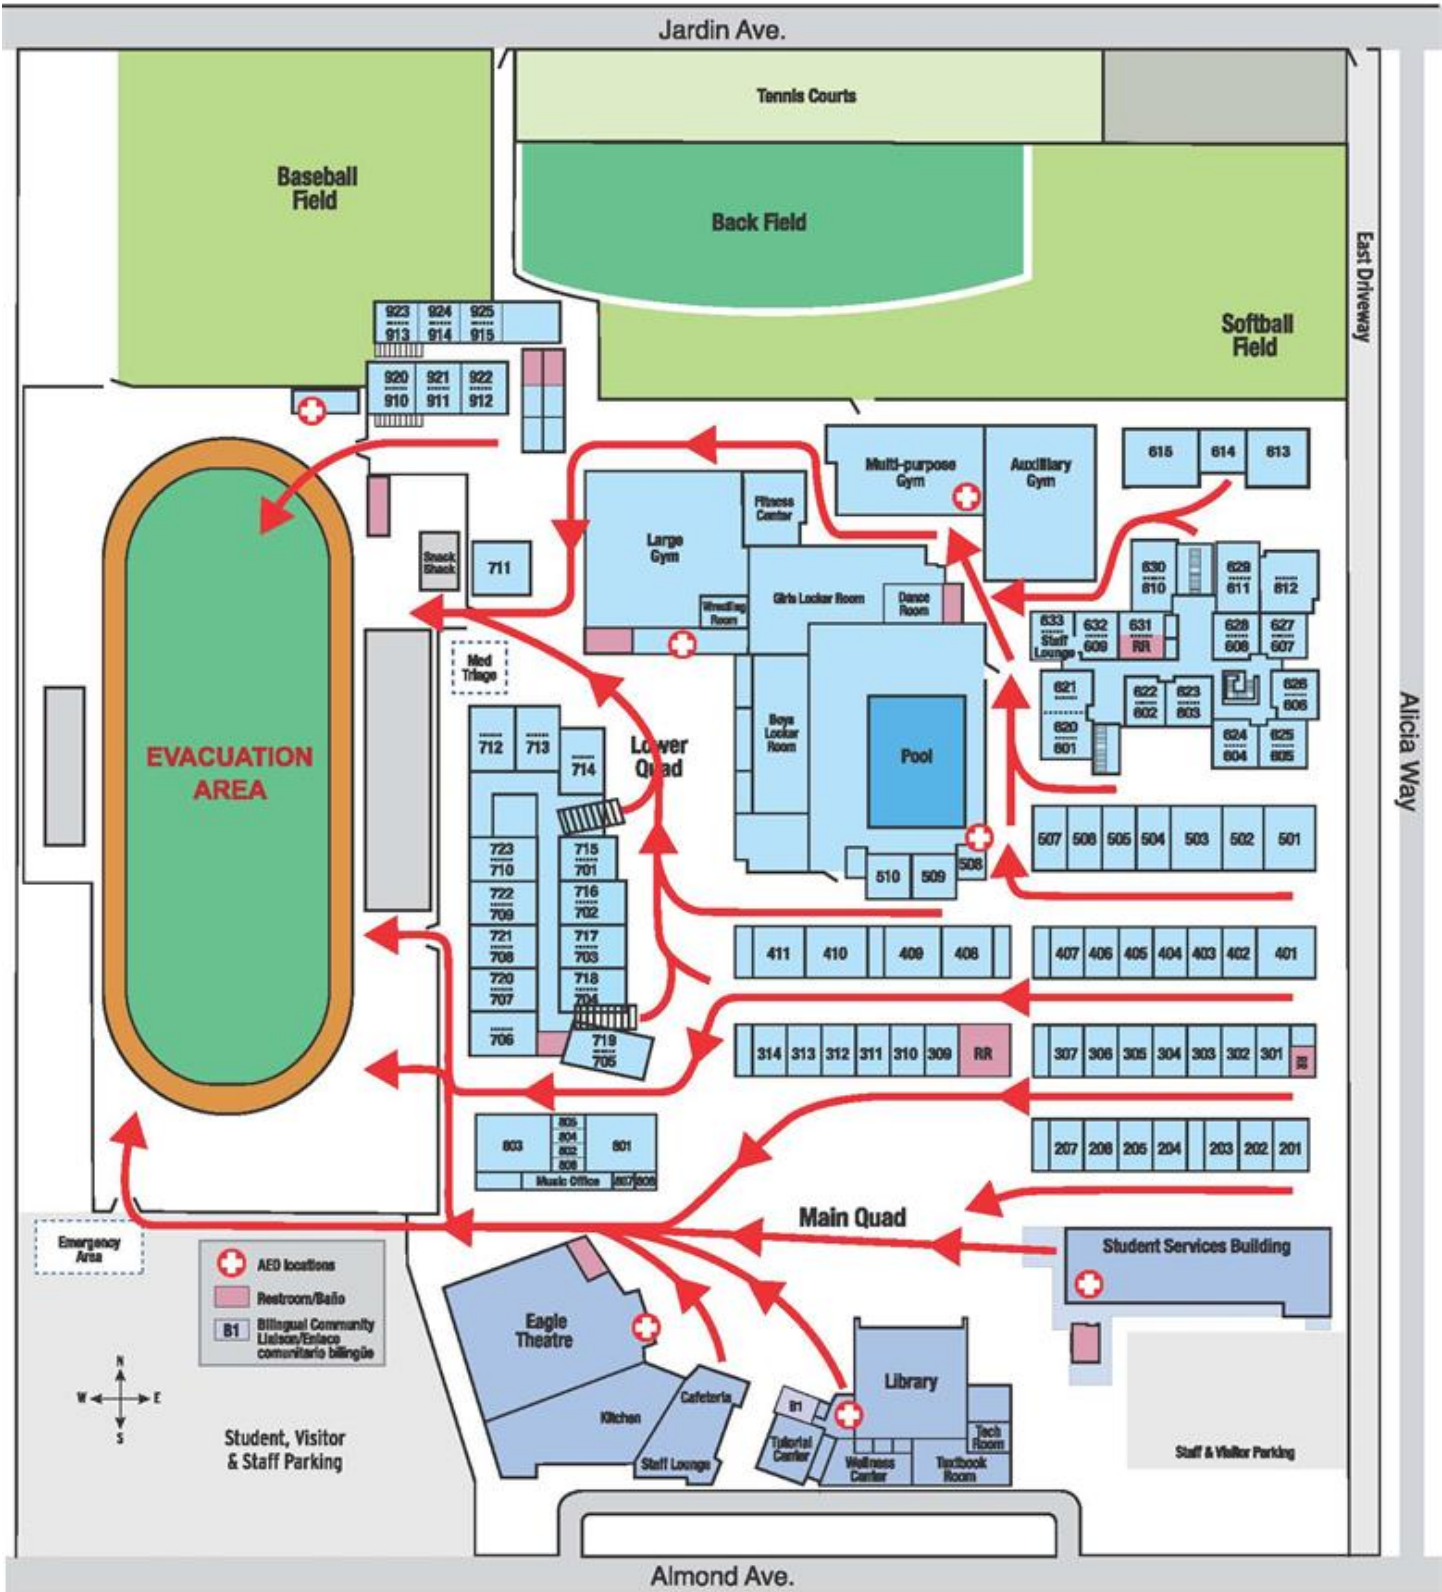 Jardin Ave.
Tennis Courts
Baseball
Field
Back Field
East Driveway
Softball
Field
923 924 925
913 914 915
920 921 922
910 911 912
Multi-purpose
Gym
Auxilliary
Gym
615 614 613
Fitness
Center
Large
Gym
Snack
Shack
711
Wrestling
Room
Girls Locker Room
Dance
Room
630
610
629
611
612
633
Staff
Lounge
632
609
631
RR
628
608
627
607
Med
Triage
621
620
601
622
602
623
603
626
606
624
604
625
605
712 713
714
Lower
Quad
Boys
Locker
Room
Pool
Alicia Way
EVACUATION
AREA
507 506 505 504 503 502 501
508
510 509
723
710
715
701
722
709
716
702
721
708
717
703
720
707
718
704
706
719
705
411 410 409 408
407 406 405 404 403 402 401
314 313 312 311 310 309 RR
307 306 305 304 303 302 301 RR
803
805
804
802
806
801
Music Office
807 808
207 206 205 204 203 202 201
Main Quad
Student Services Building
Emergency
Area
AED locations
Restroom/Baño
B1
Bilingual Community
Liaison/Enlace
comunitario bilingüe
N
W E
S
Student, Visitor
& Staff Parking
Eagle
Theatre
Kitchen
Cafeteria
Staff Lounge
Library
B1
Tutorial
Center
Wellness
Center
Textbook
Room
Tech
Room
Staff & Visitor Parking
Almond Ave.